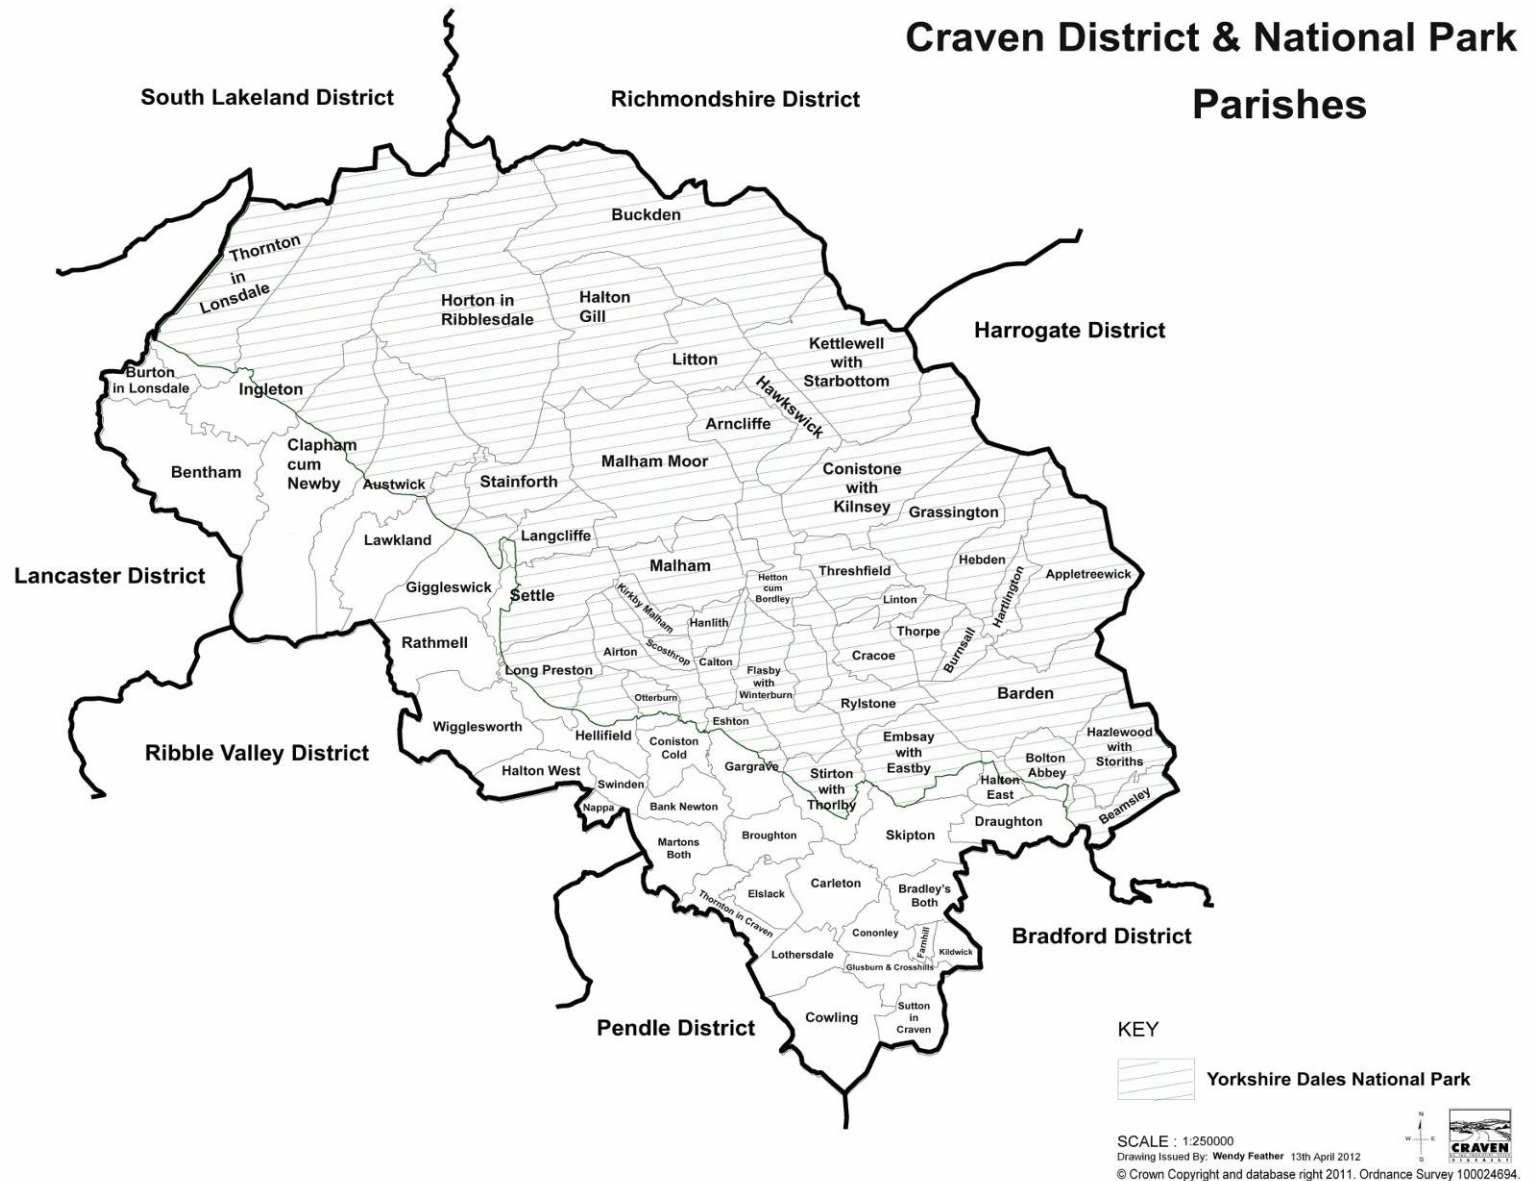 Craven District & National Park
Parishes
South Lakeland District
Richmondshire District
Harrogate District
Lancaster District
Ribble Valley District
Pendle District
Bradford District
Buckden
Thornton
in
Lonsdale
Horton in
Ribblesdale
Halton
Gill
Litton
Kettlewell
with
Starbottom
Hawkswick
Burton
in Lonsdale
Ingleton
Arncliffe
Clapham
cum
Newby
Bentham
Austwick
Stainforth
Malham Moor
Conistone
with
Kilnsey
Grassington
Lawkland
Langcliffe
Giggleswick
Settle
Malham
Kirkby Malham
Hetton
cum
Bordley
Threshfield
Hebden
Hartlington
Appletreewick
Linton
Hanlith
Thorpe
Burnsall
Rathmell
Long Preston
Airton
Scosthrop
Calton
Cracoe
Flasby
with
Winterburn
Otterburn
Rylstone
Barden
Wigglesworth
Hellifield
Eshton
Coniston
Cold
Gargrave
Embsay
with
Eastby
Hazlewood
with
Storiths
Bolton
Abbey
Halton West
Swinden
Stirton
with
Thorlby
Halton
East
Beamsley
Nappa
Bank Newton
Broughton
Skipton
Draughton
Martons
Both
Thornton in Craven
Elslack
Carleton
Bradley's
Both
Cononley
Farnhill
Kildwick
Lothersdale
Glusburn & Crosshills
Cowling
Sutton
in
Craven
KEY
Yorkshire Dales National Park
SCALE : 1:250000
Drawing Issued By: Wendy Feather 13th April 2012
© Crown Copyright and database right 2011. Ordnance Survey 100024694.
N
W
E
S
CRAVEN